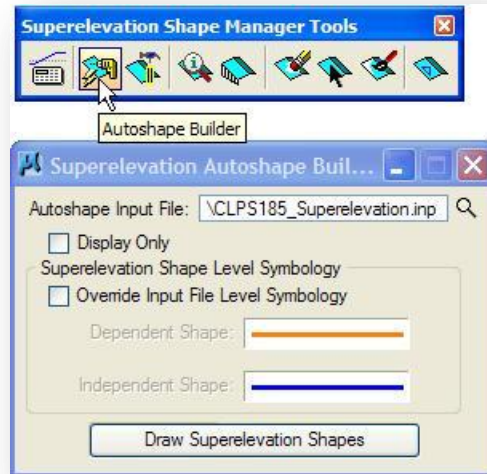 Superelevation Shape Manager Tools
Autoshape Builder
Superelevation Autoshape Buil...
Autoshape Input File: \CLPS185_Superelevation.inp
Display Only
Superelevation Shape Level Symbology
Override Input File Level Symbology
Dependent Shape:
Independent Shape:
Draw Superelevation Shapes